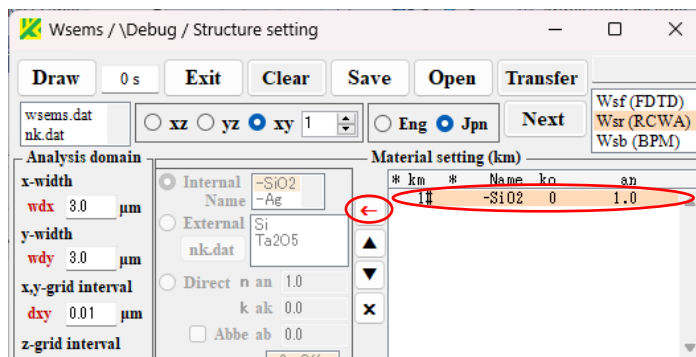 Wsems / \Debug / Structure setting
Draw 0 s Exit Clear Save Open Transfer
wsems.dat
nk.dat
xz yz xy 1
Eng Jpn
Next
Wsf (FDTD)
Wsr (RCWA)
Wsb (BPM)
Analysis domain
x-width
wdx 3.0 μm
y-width
wdy 3.0 μm
x,y-grid interval
dxy 0.01 μm
z-grid interval
Internal Name
-SiO2
-Ag
External
nk.dat
Si
Ta2O5
Direct n an 1.0
k ak 0.0
Abbe ab 0.0
←
▲
▼
×
Material setting (km)
* km * Name ko an
1# -SiO2 0 1.0